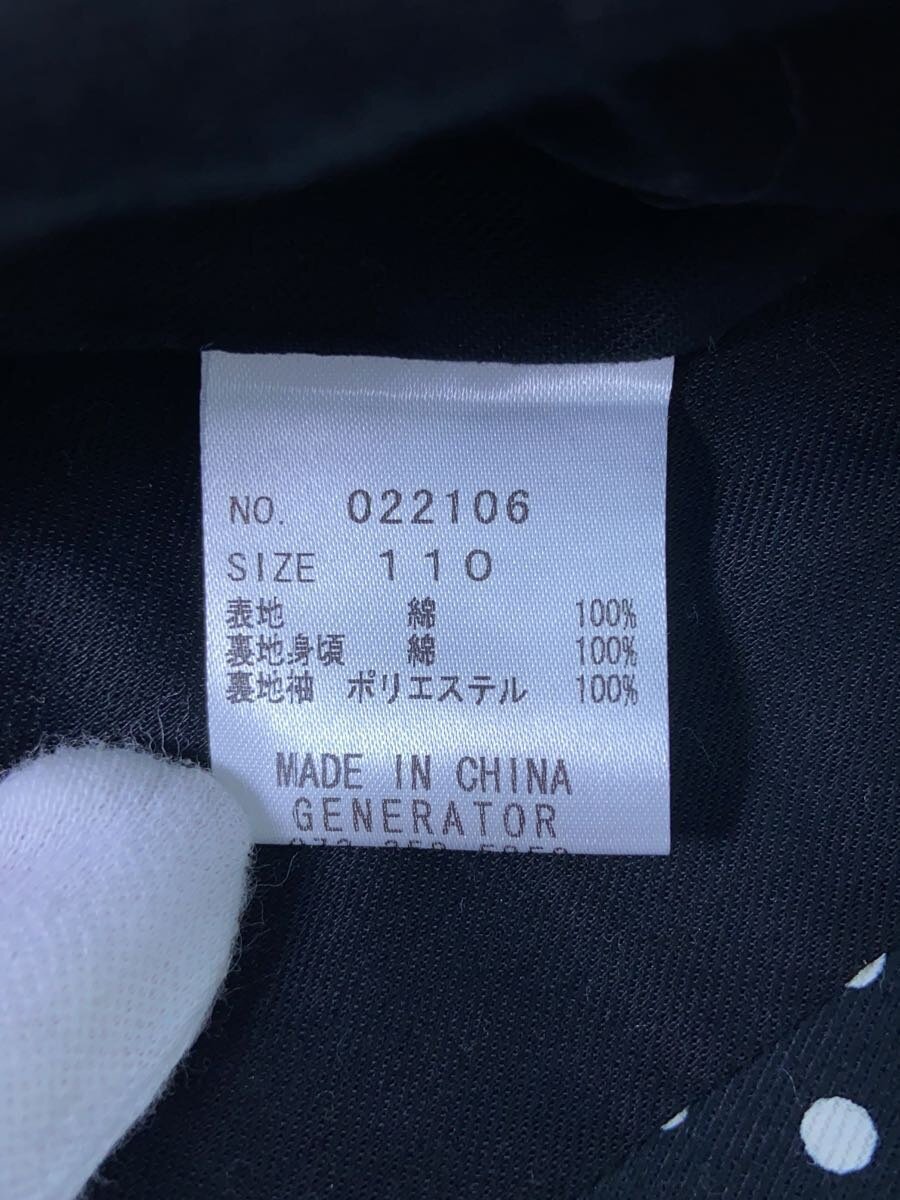 NO. 022106
SIZE 110
表地 綿 100%
裏地身頃 綿 100%
裏地袖 ポリエステル 100%
MADE IN CHINA
GENERATOR